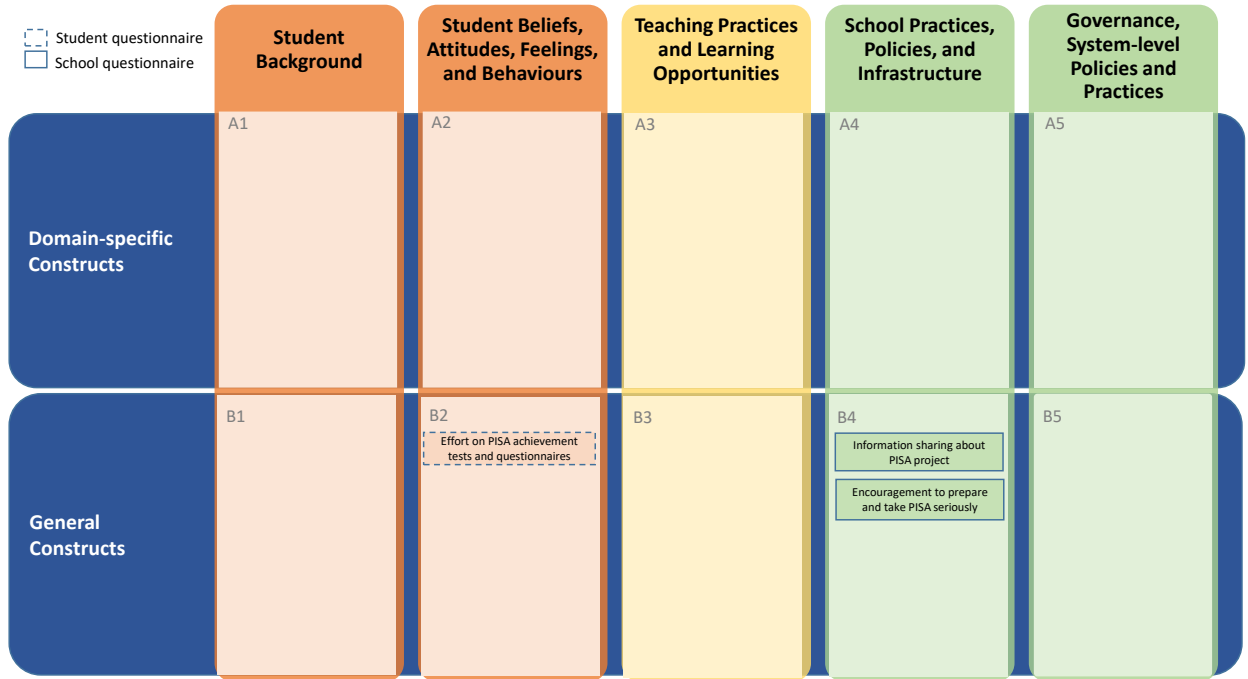 Student questionnaire
School questionnaire
Student
Background
Student Beliefs,
Attitudes, Feelings,
and Behaviours
Teaching Practices
and Learning
Opportunities
School Practices,
Policies, and
Infrastructure
Governance,
System-level
Policies and
Practices
Domain-specific
Constructs
A1
A2
A3
A4
A5
General
Constructs
B1
B2
Effort on PISA achievement
tests and questionnaires
B3
B4
Information sharing about
PISA project
Encouragement to prepare
and take PISA seriously
B5